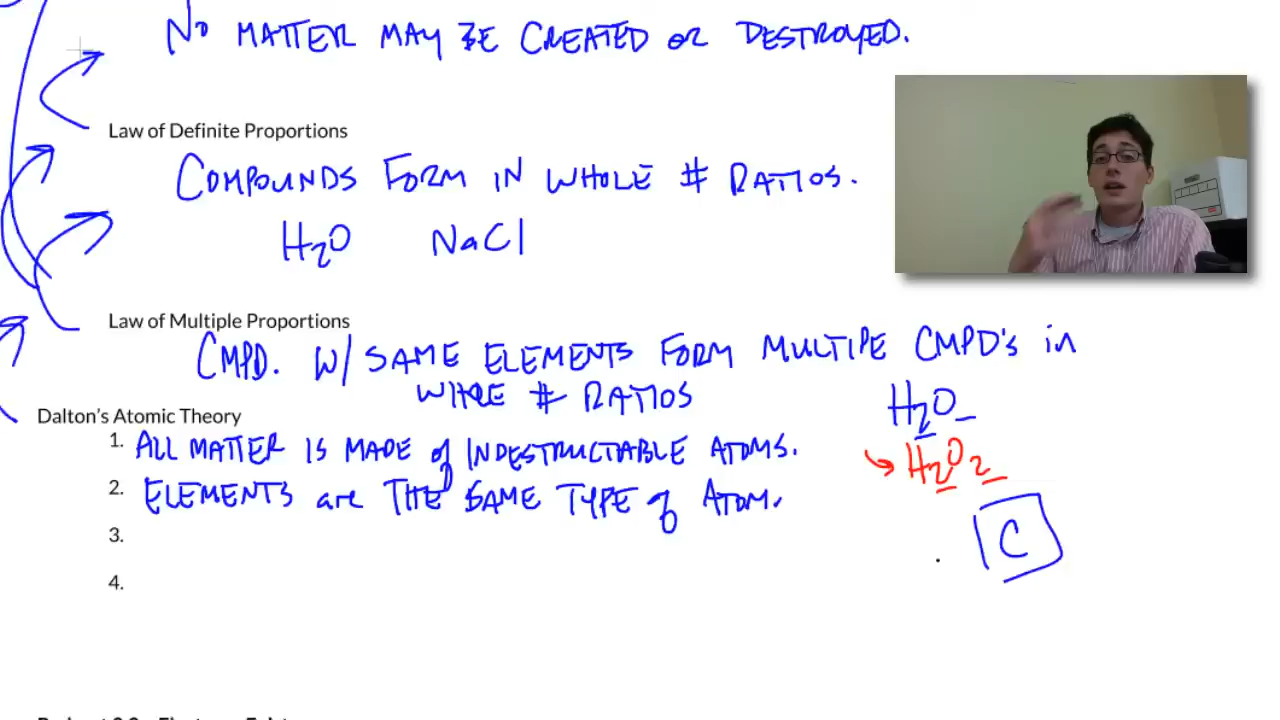 No MATTER MAY BE CREATED OR DESTROYED.
Law of Definite Proportions
COMPOUNDS FORM IN WHOLE # RATIOS.
H2O NaCl
Law of Multiple Proportions
CMPD. W/ SAME ELEMENTS FORM MULTIPE CMPD'S in
WHOLE # RATIOS
H2O
Dalton's Atomic Theory
1. ALL MATTER IS MADE of INDESTRUCTABLE ATOMS.
H2O2
2. ELEMENTS are THE SAME TYPE of ATOM.
C
3.
4.